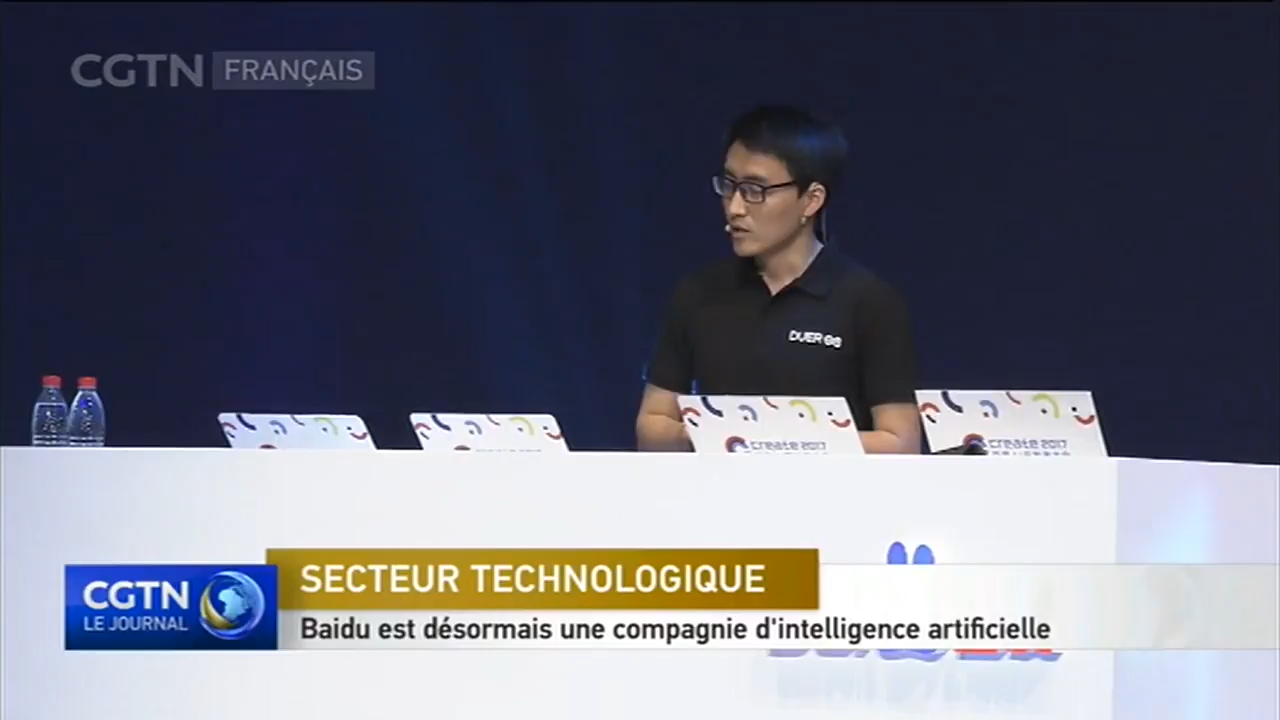 CGTN FRANÇAIS
DUER OS
create 2017
create 2017
SECTEUR TECHNOLOGIQUE
CGTN
LE JOURNAL
Baidu est désormais une compagnie d'intelligence artificielle